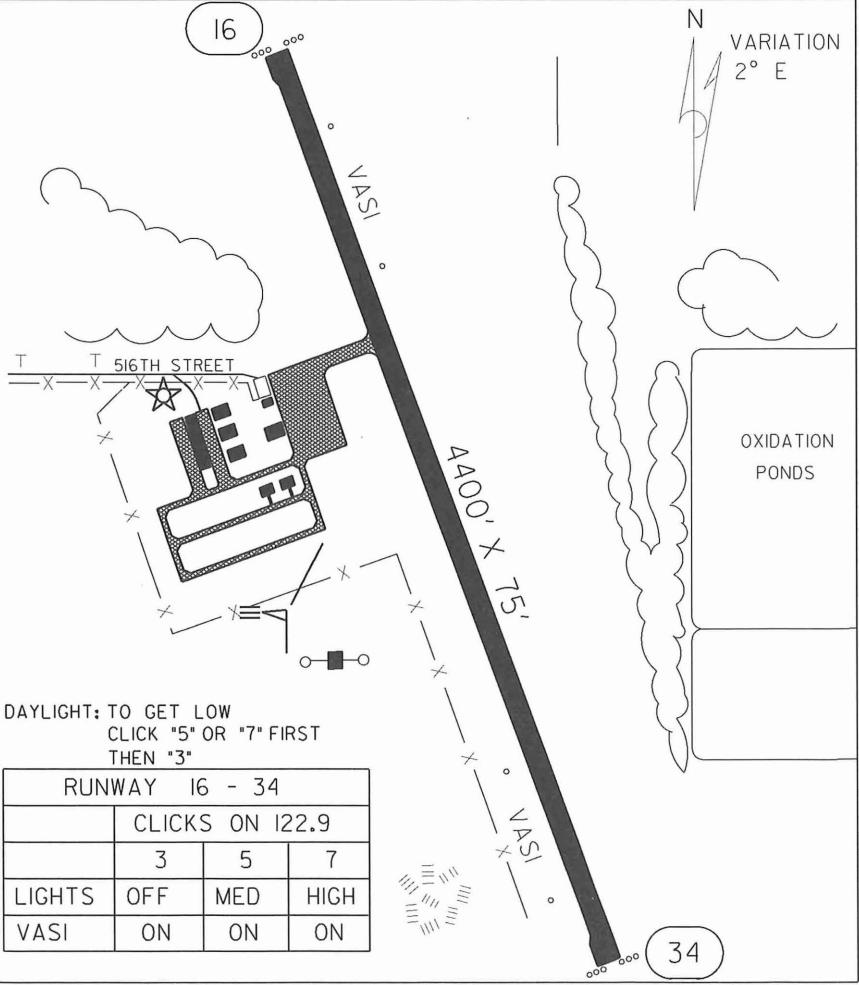 16
N
VARIATION
2° E
VASI
T T 516TH STREET
X X X X X
OXIDATION
PONDS
4400' X 75'
DAYLIGHT: TO GET LOW
CLICK "5" OR "7" FIRST
THEN "3"
RUNWAY 16 - 34
CLICKS ON 122.9
3 5 7
LIGHTS OFF MED HIGH
VASI ON ON ON
VASI
34